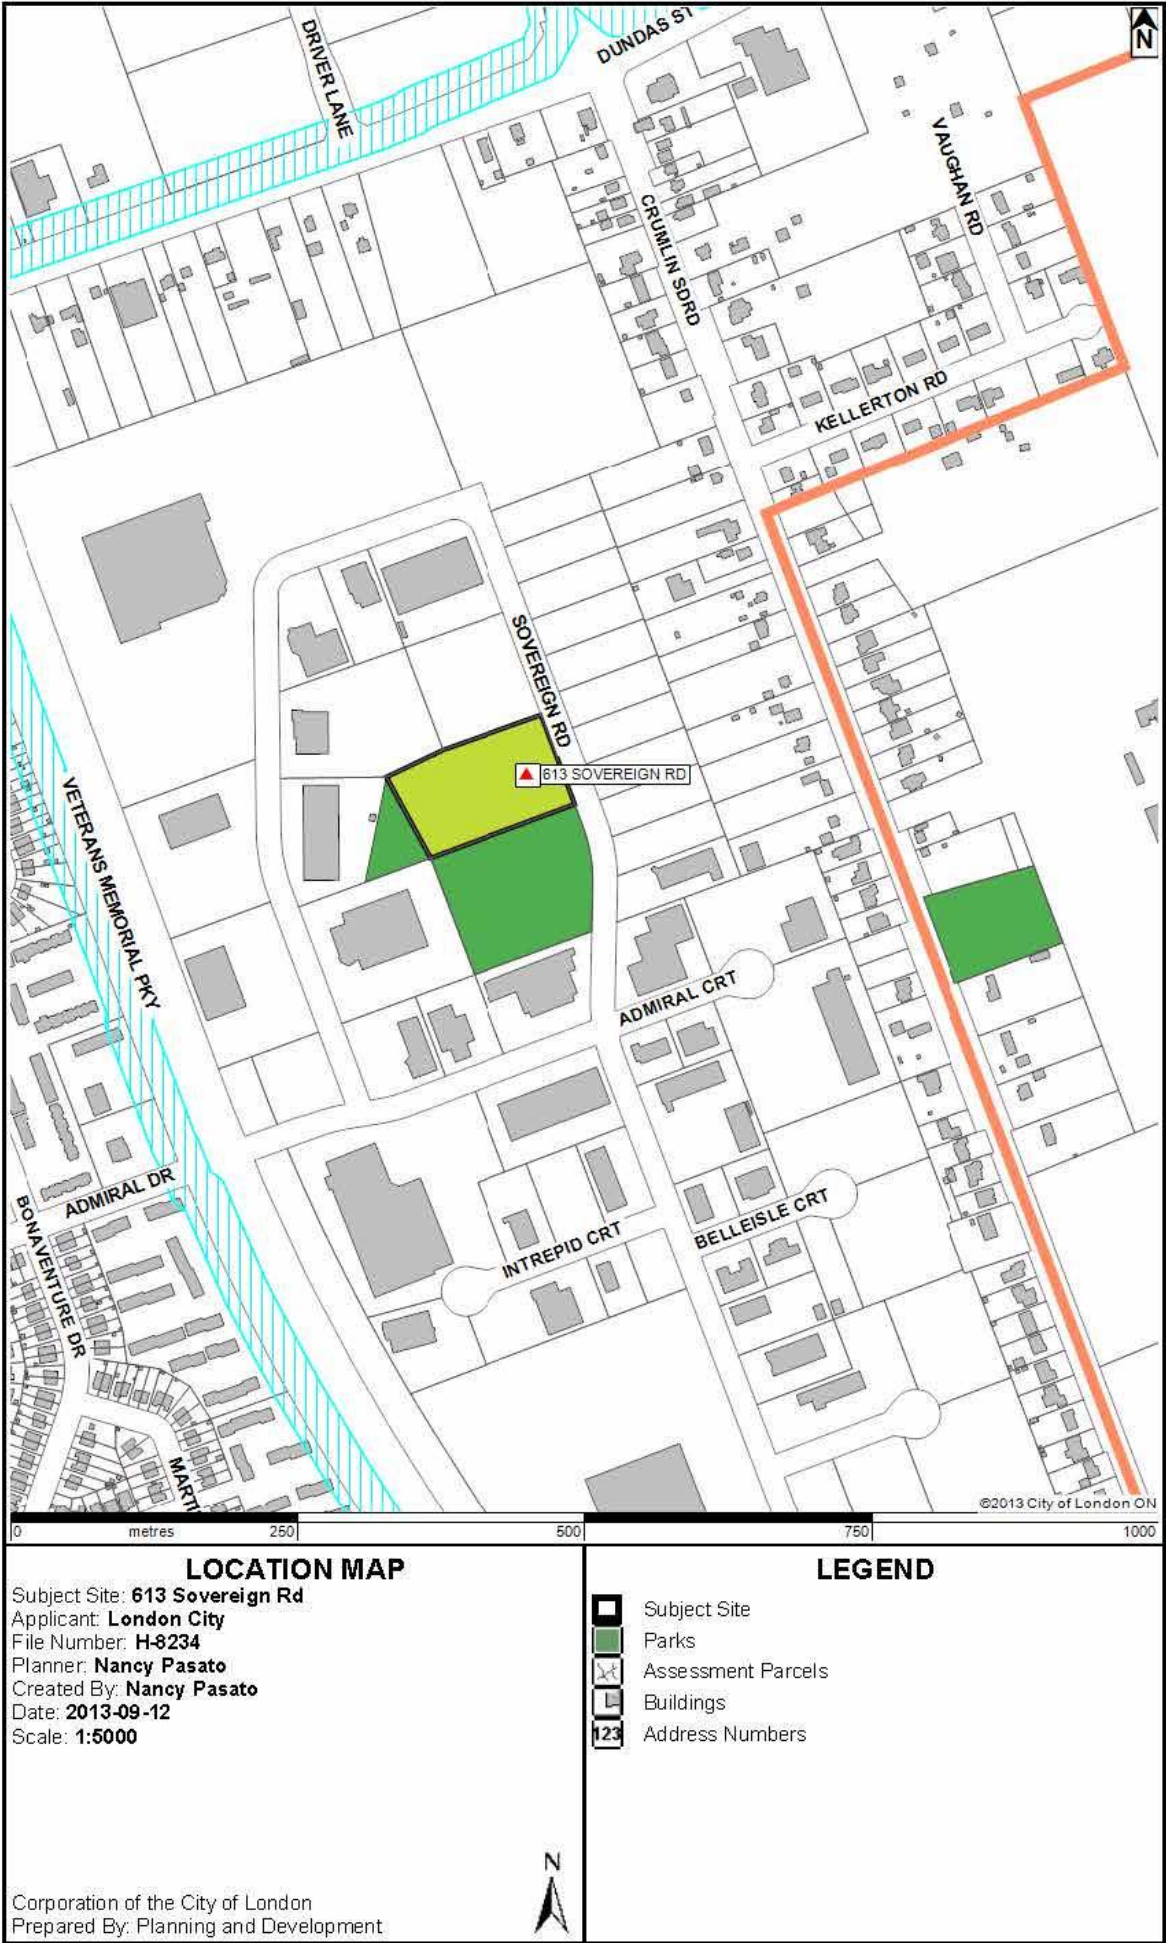 N
DUNDAS ST
DRIVER LANE
VAUGHAN RD
CRUMLIN SDRD
KELLERTON RD
SOVEREIGN RD
613 SOVEREIGN RD
VETERANS MEMORIAL PKY
ADMIRAL CRT
ADMIRAL DR
BELLEISLE CRT
INTREPID CRT
BONAVENTURE DR
MARTI
©2013 City of London ON
0 metres 250 500 750 1000
LOCATION MAP
Subject Site: 613 Sovereign Rd
Applicant: London City
File Number: H-8234
Planner: Nancy Pasato
Created By: Nancy Pasato
Date: 2013-09-12
Scale: 1:5000
N
Corporation of the City of London
Prepared By: Planning and Development
LEGEND
Subject Site
Parks
Assessment Parcels
Buildings
123 Address Numbers